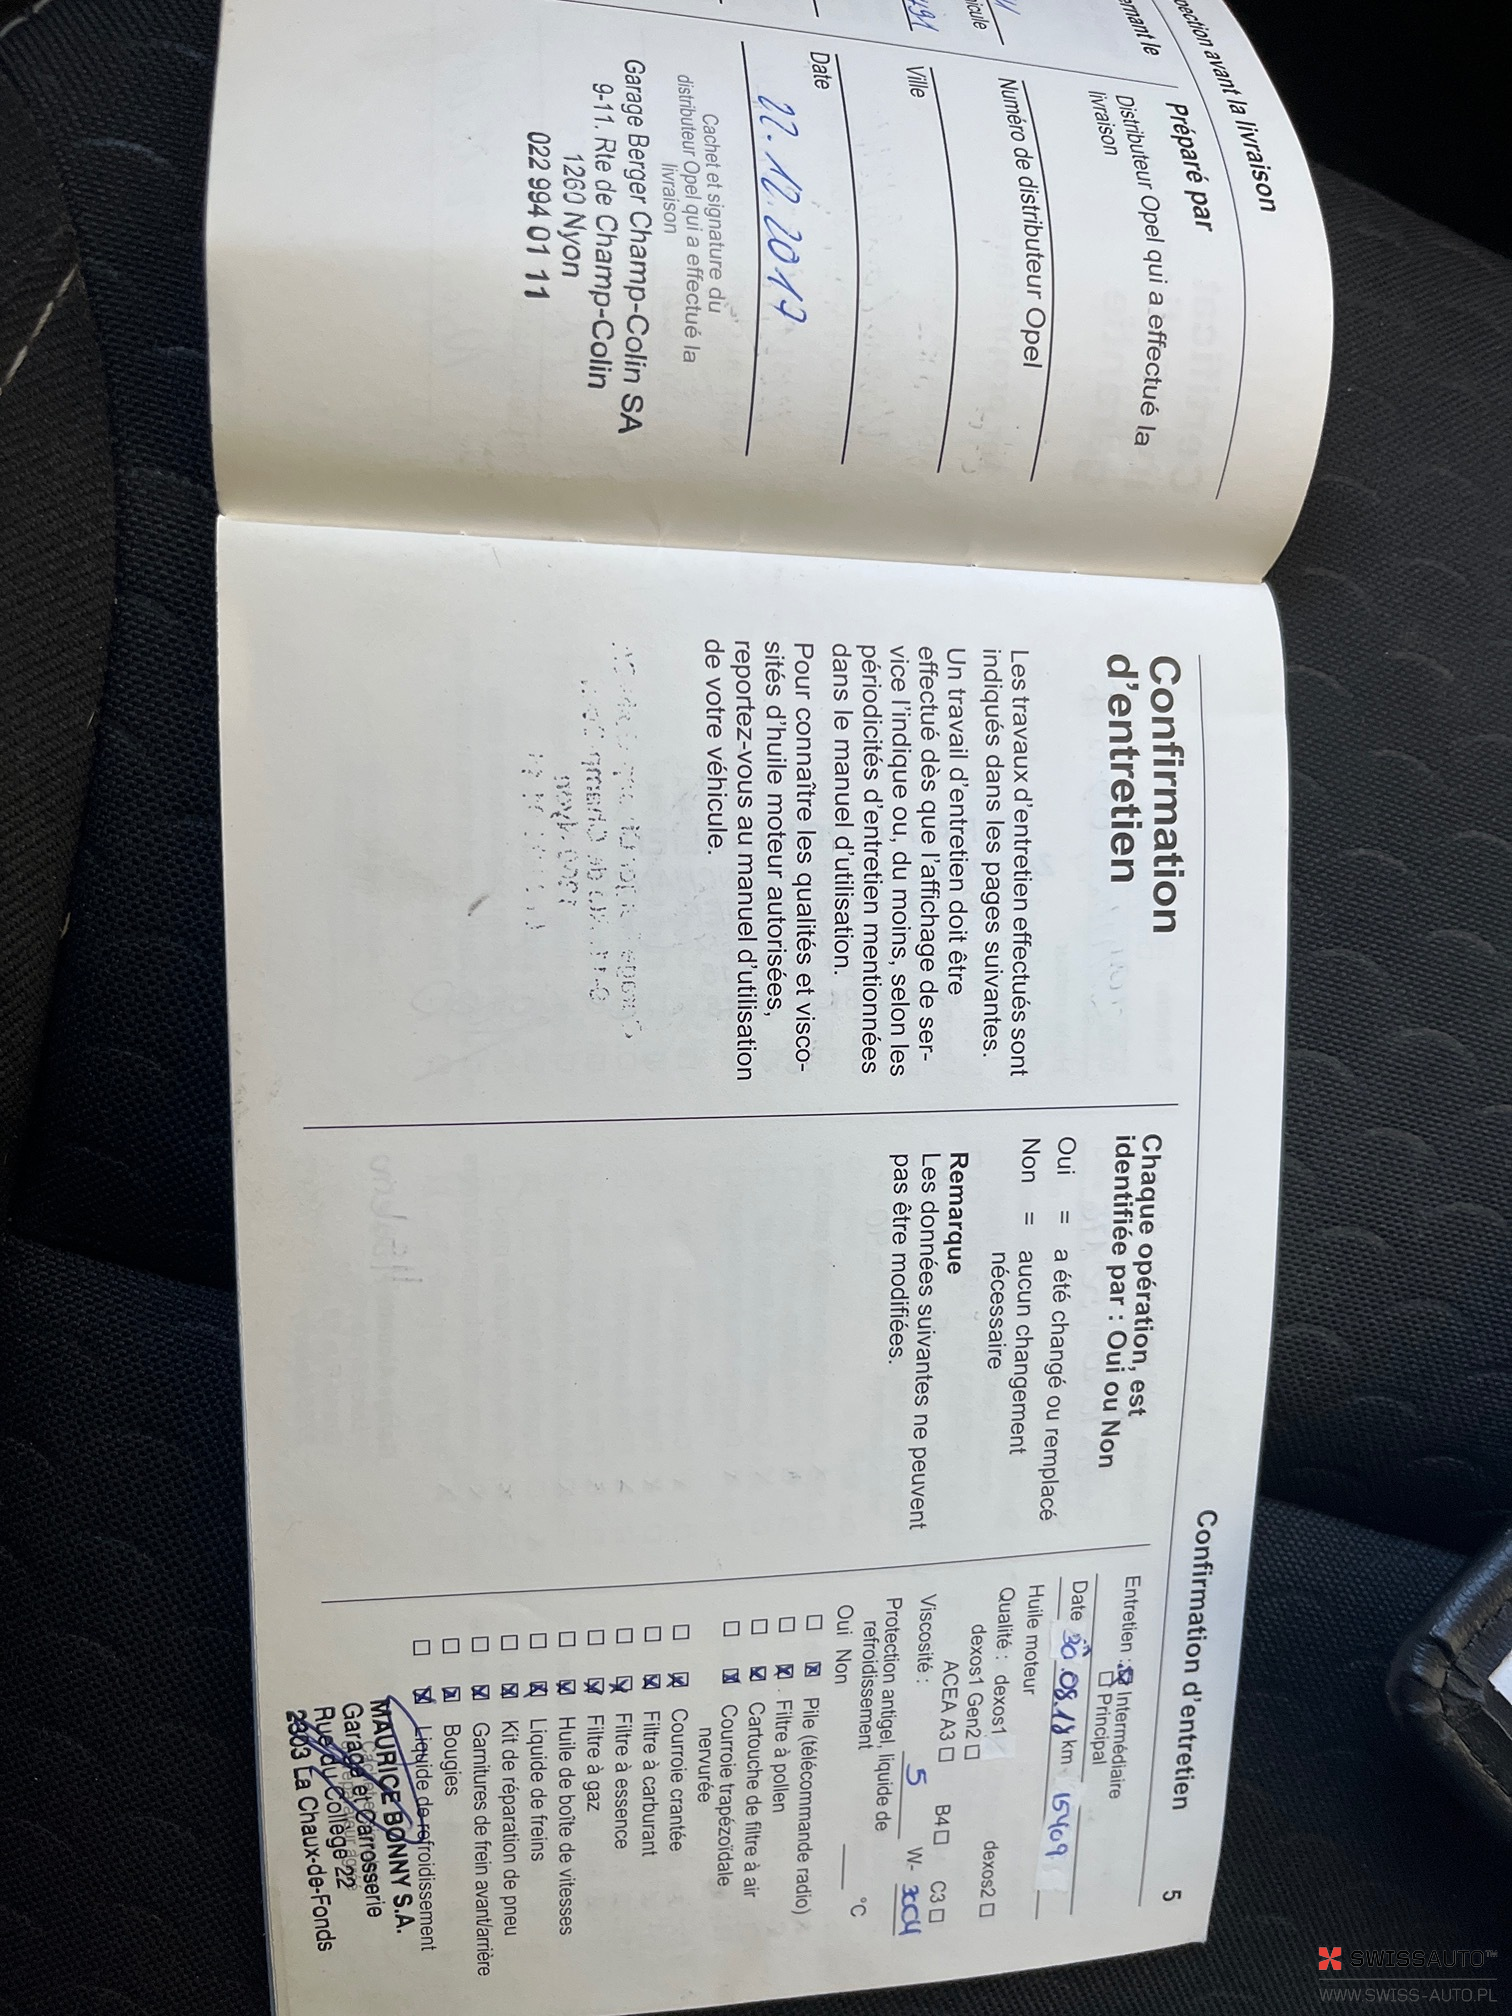 pection avant la livraison
Préparé par
Distributeur Opel qui a effectué la
livraison
Numéro de distributeur Opel
Ville
Date
22.12.2017
Cachet et signature du
distributeur Opel qui a effectué la
livraison
Garage Berger Champ-Colin SA
9-11. Rte de Champ-Colin
1260 Nyon
022 994 01 11
Confirmation d'entretien
5
Confirmation
d'entretien
Les travaux d'entretien effectués sont
indiqués dans les pages suivantes.
Un travail d'entretien doit être
effectué dès que l'affichage de ser-
vice l'indique ou, du moins, selon les
périodicités d'entretien mentionnées
dans le manuel d'utilisation.
Pour connaître les qualités et visco-
sités d'huile moteur autorisées,
reportez-vous au manuel d'utilisation
de votre véhicule.
Chaque opération, est
identifiée par : Oui ou Non
Oui = a été changé ou remplacé
Non = aucun changement
nécessaire
Remarque
Les données suivantes ne peuvent
pas être modifiées.
Entretien : ☒ Intermédiaire
☐ Principal
Date 30.08.18 km 15409
Huile moteur
Qualité : dexos1 dexos2 ☐
dexos1 Gen2 ☐
ACEA A3 ☐ B4 ☐ C3 ☐
Viscosité : 5 W-
Protection antigel, liquide de
refroidissement °C
Oui Non
☐ ☒ Pile (télécommande radio)
☐ ☒ Filtre à pollen
☐ ☒ Cartouche de filtre à air
☐ ☒ Courroie trapézoïdale
nervurée
☐ ☒ Courroie crantée
☐ ☒ Filtre à carburant
☐ ☒ Filtre à essence
☐ ☒ Filtre à gaz
☐ ☒ Huile de boîte de vitesses
☐ ☒ Liquide de freins
☐ ☒ Kit de réparation de pneu
☐ ☒ Garnitures de frein avant/arrière
☐ ☒ Bougies
☐ ☒ Liquide de refroidissement
MAURICE BONNY S.A.
Garage et Carrosserie
Rue du Collège 22
2303 La Chaux-de-Fonds
SWISSAUTO™
WWW.SWISS-AUTO.PL